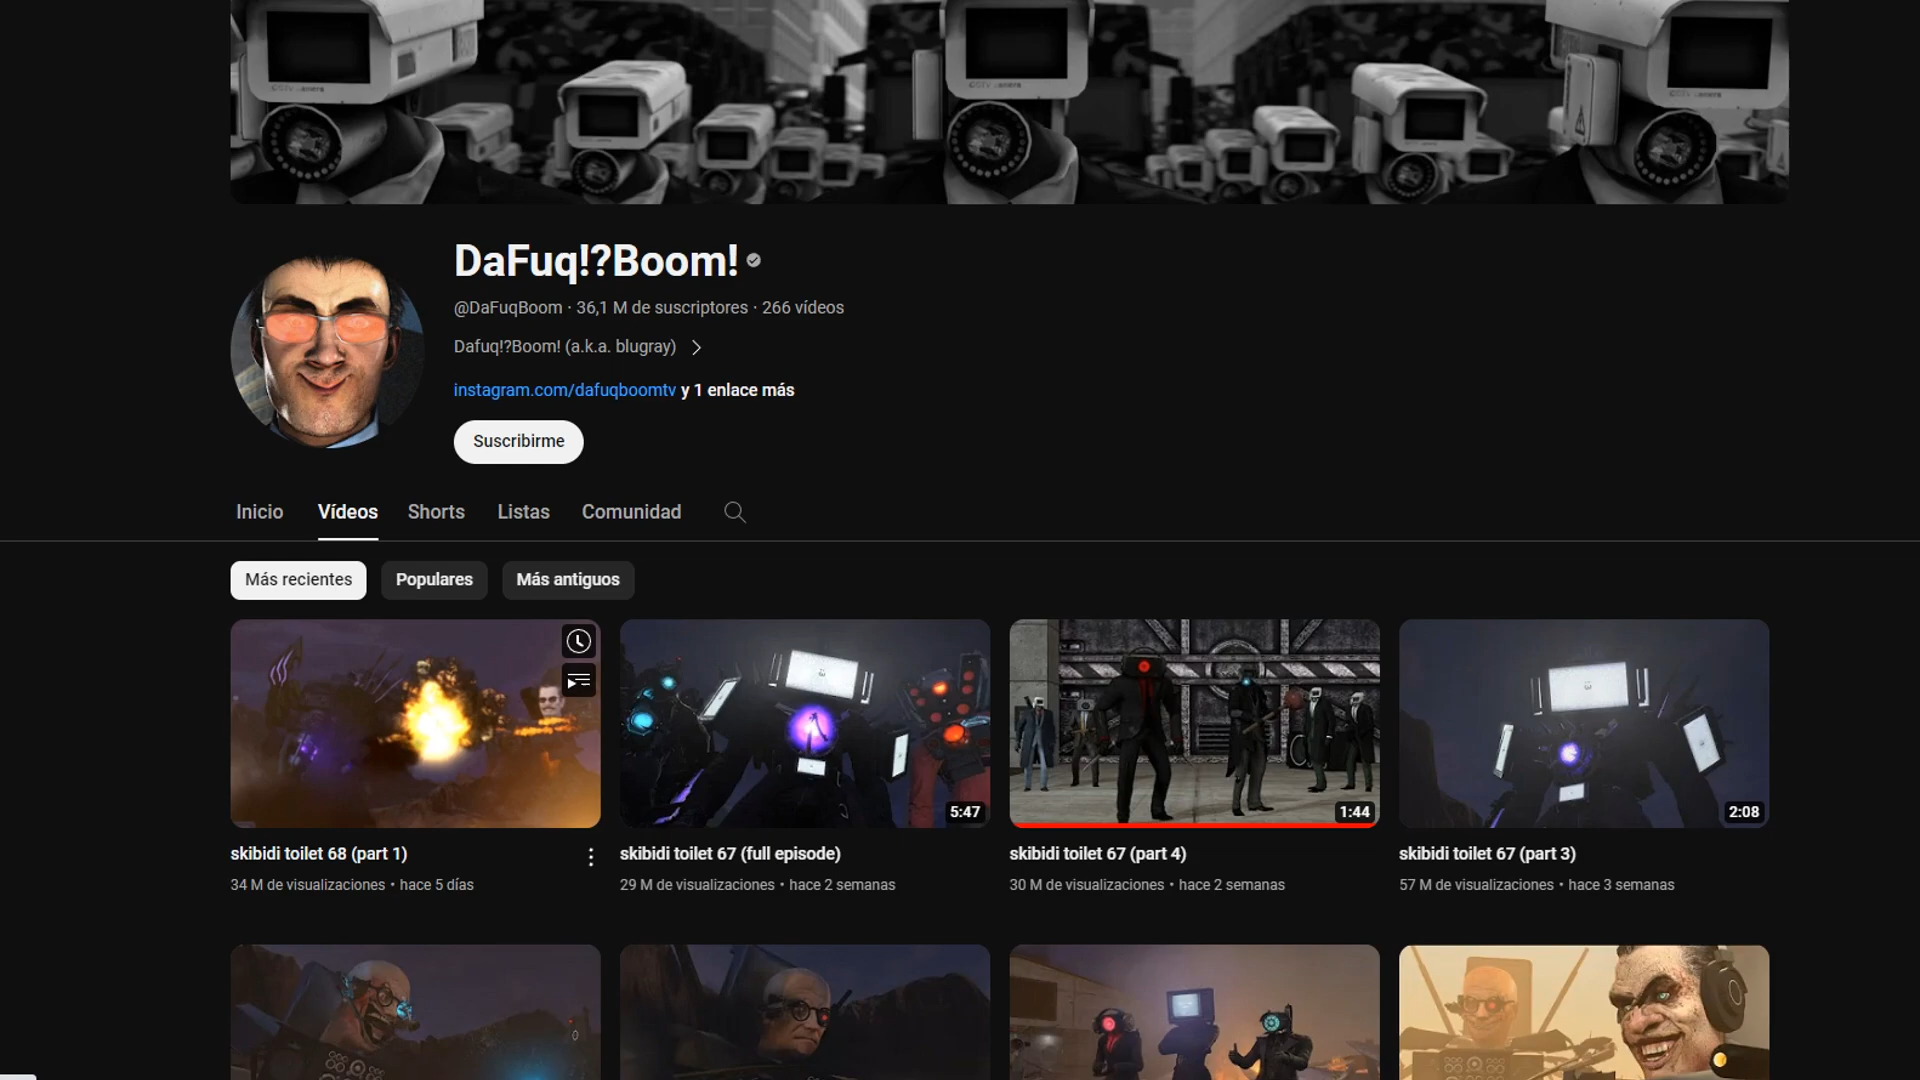 DaFuq!?Boom!
@DaFuqBoom · 36,1 M de suscriptores · 266 vídeos
Dafuq!?Boom! (a.k.a. blugray)
instagram.com/dafuqboomtv y 1 enlace más
Suscribirme
Inicio Vídeos Shorts Listas Comunidad
Más recientes Populares Más antiguos
5:47 1:44 2:08
skibidi toilet 68 (part 1) skibidi toilet 67 (full episode) skibidi toilet 67 (part 4) skibidi toilet 67 (part 3)
34 M de visualizaciones • hace 5 días 29 M de visualizaciones • hace 2 semanas 30 M de visualizaciones • hace 2 semanas 57 M de visualizaciones • hace 3 semanas